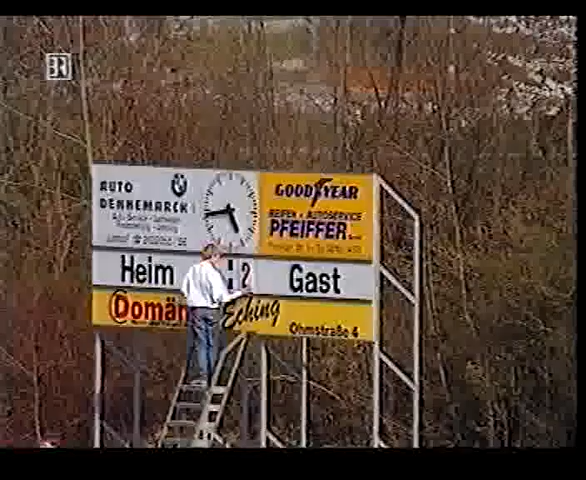 BR
AUTO
DENNEMARCK
GOODYEAR
REIFEN + AUTOSERVICE
PFEIFFER
Heim
2
Gast
Domän
Eching
Ohmstraße 4